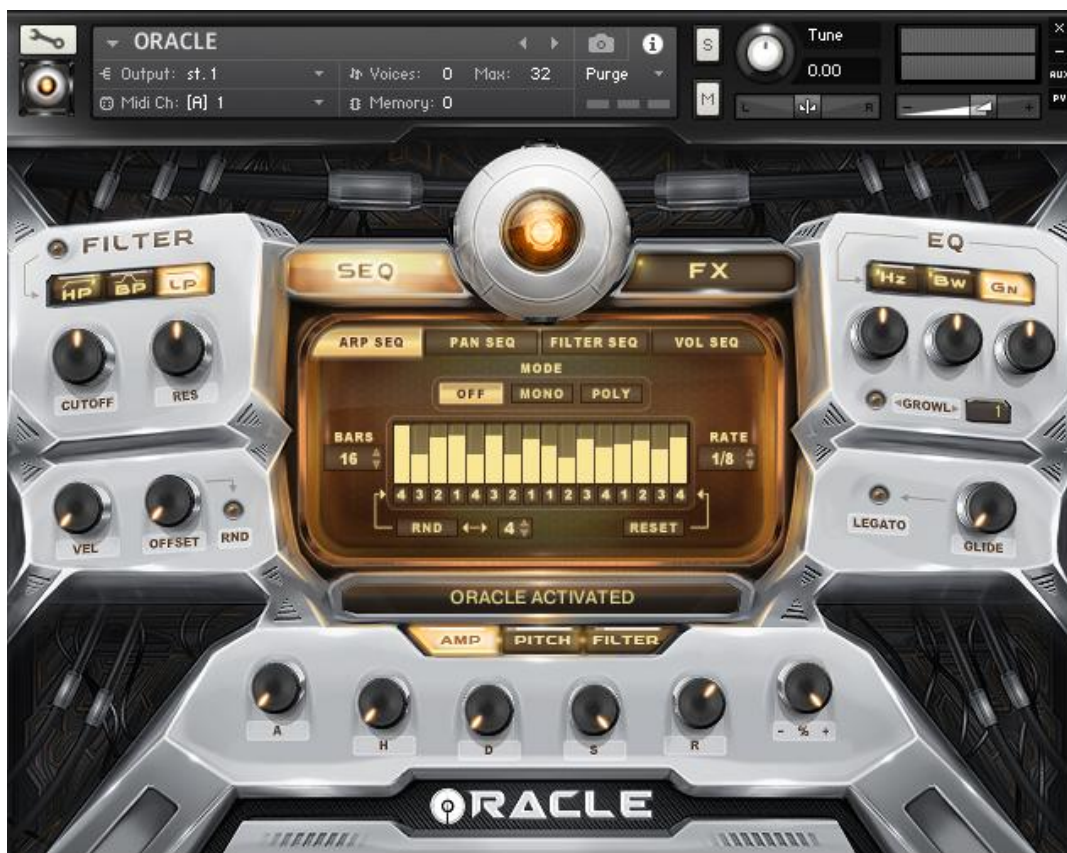 ORACLE
Output: st.1
Voices: 0 Max: 32
Purge
Midi Ch: [A] 1
Memory: 0
S
M
Tune
0.00
L R
- +
×
-
AUX
PV
FILTER
HP BP LP
CUTOFF
RES
VEL
OFFSET
RND
SEQ
FX
ARP SEQ PAN SEQ FILTER SEQ VOL SEQ
MODE
OFF MONO POLY
BARS
16
RATE
1/8
4 3 2 1 4 3 2 1 1 2 3 4 1 2 3 4
RND 4 RESET
ORACLE ACTIVATED
EQ
Hz Bw Gn
GROWL 1
LEGATO
GLIDE
AMP PITCH FILTER
A
H
D
S
R
- % +
ORACLE